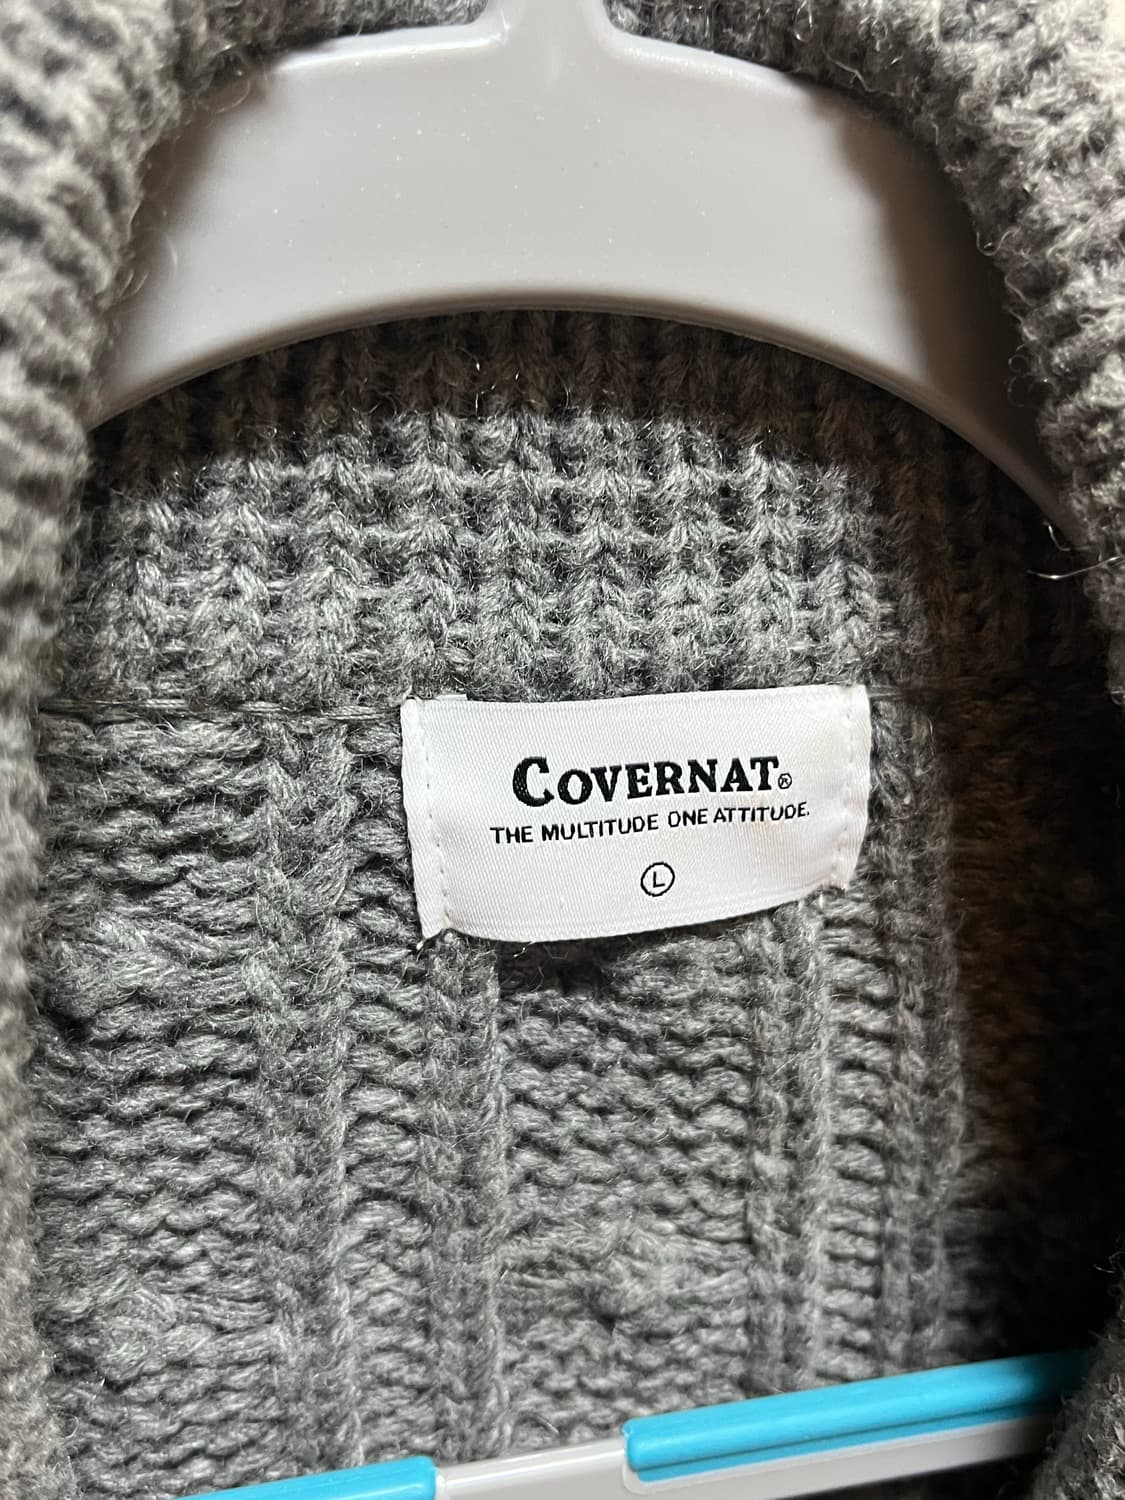 COVERNAT®
THE MULTITUDE ONE ATTITUDE.
L